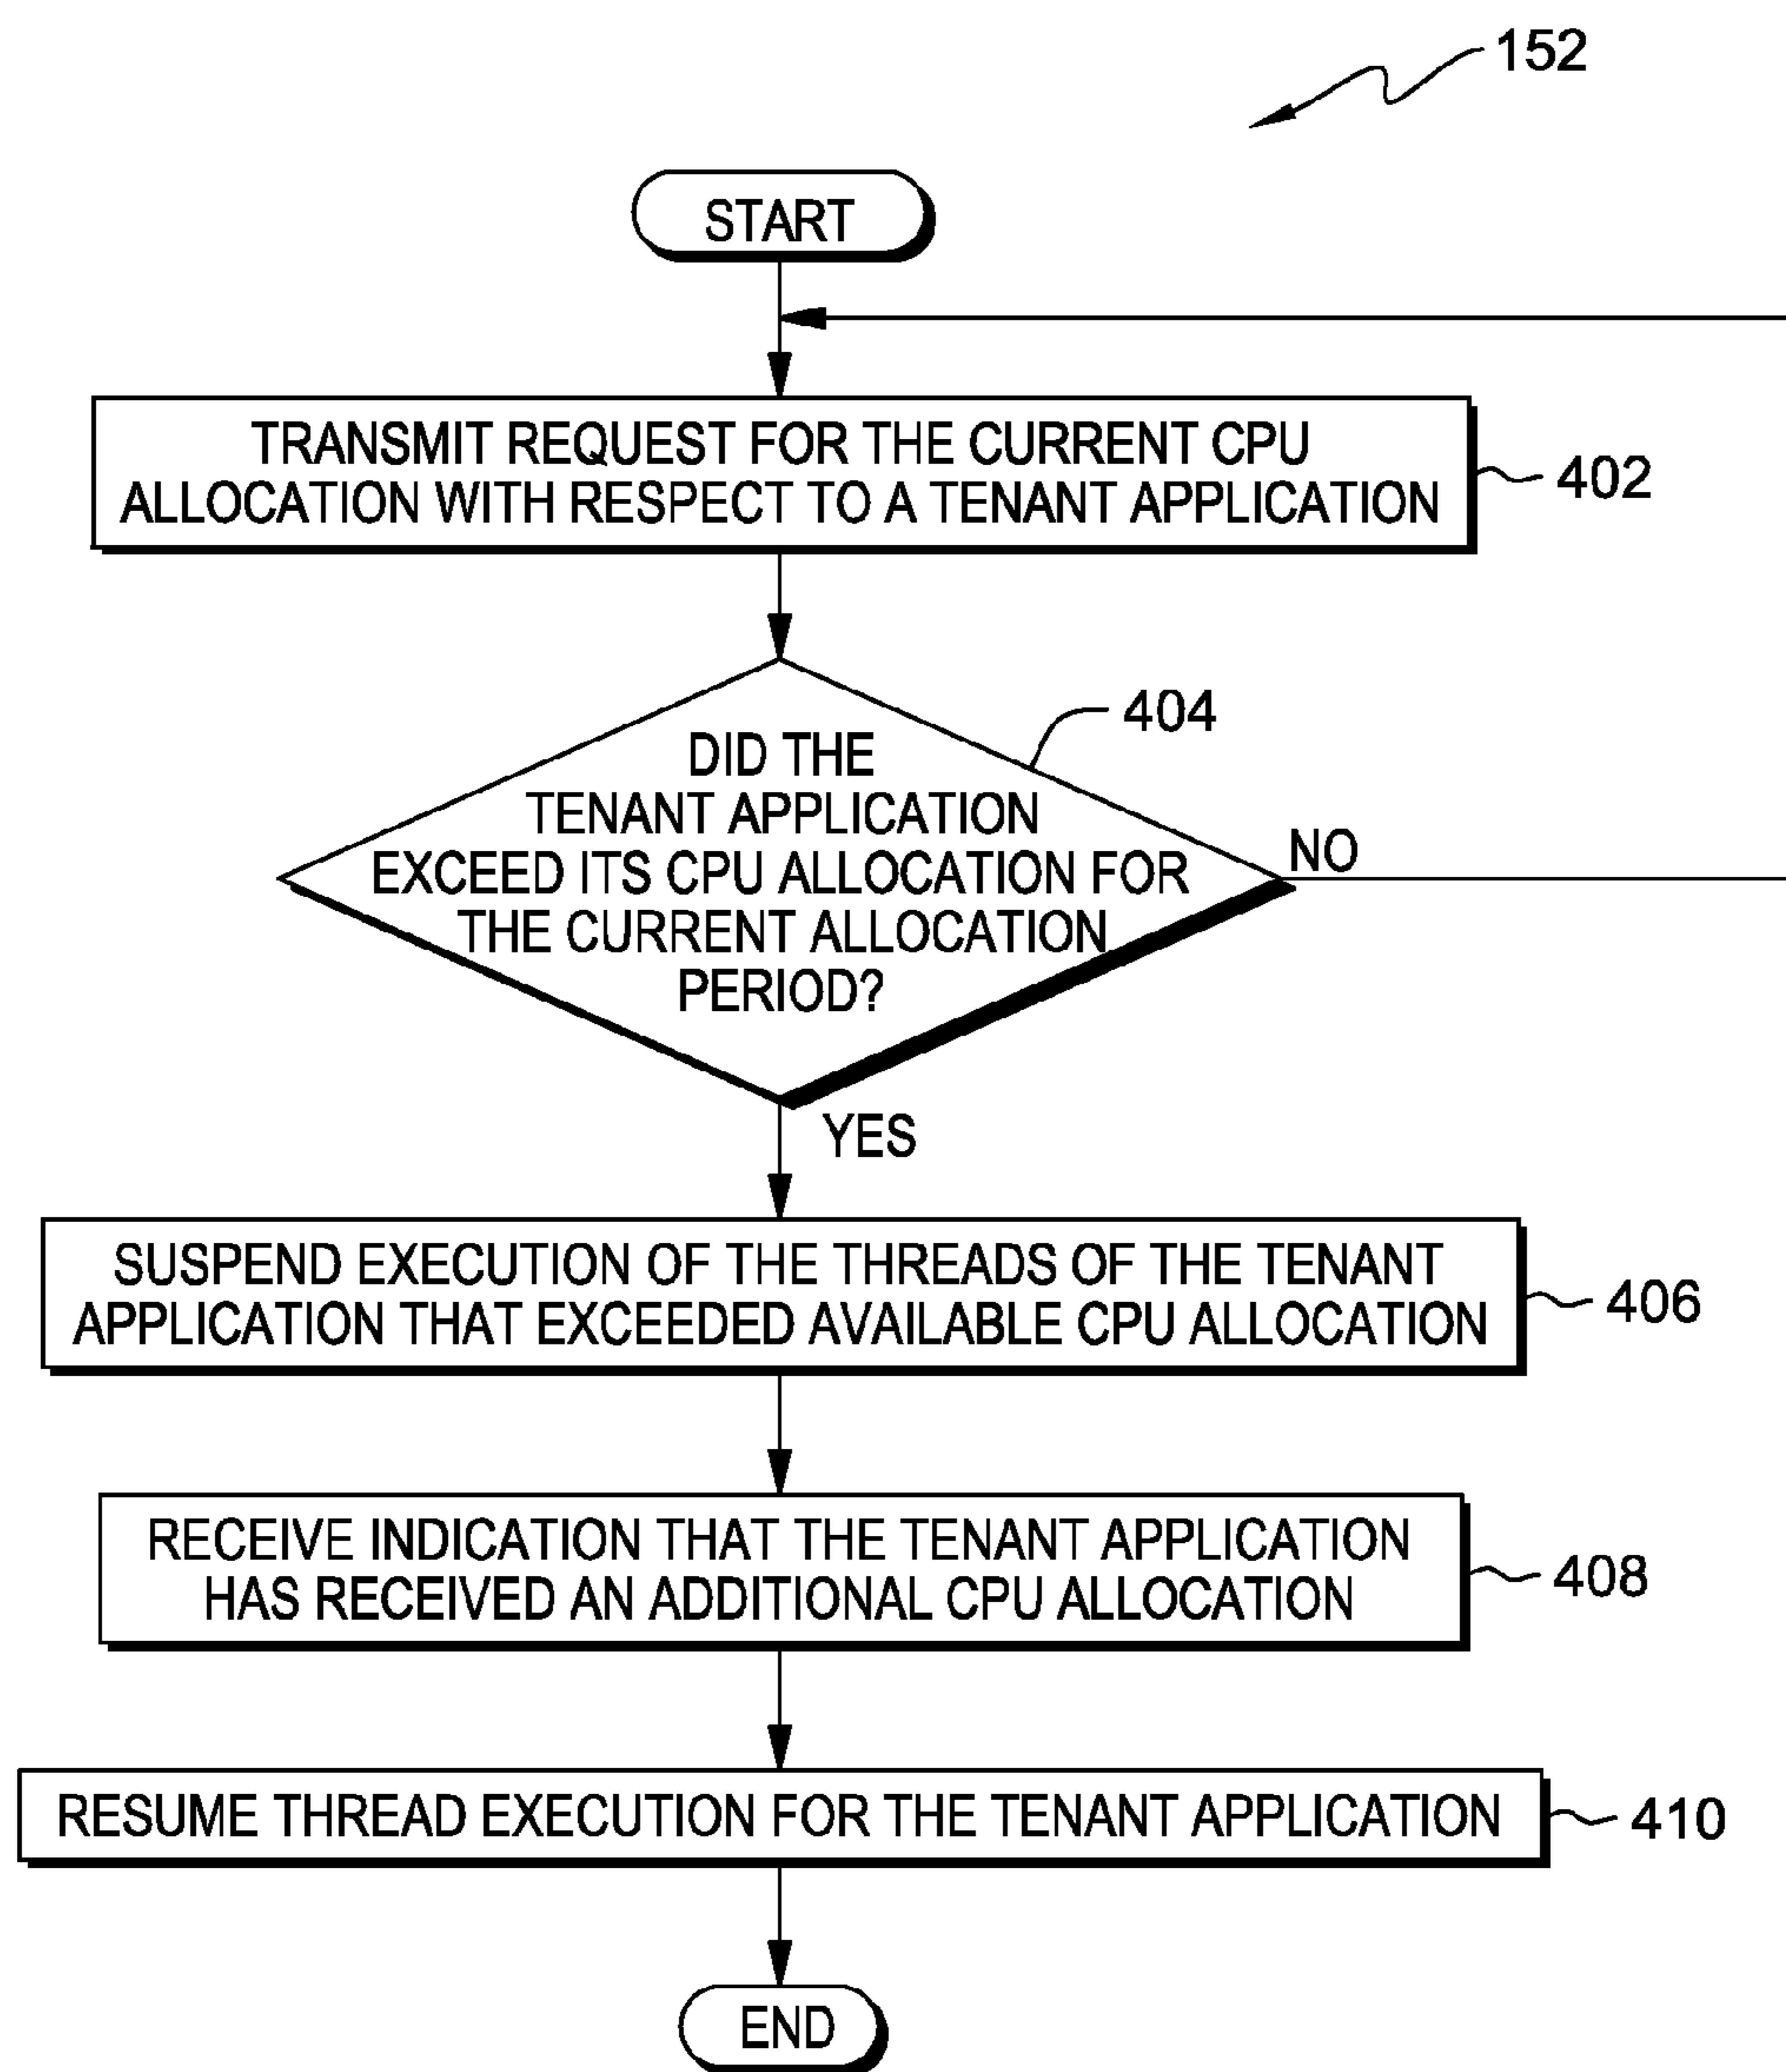 152
START
TRANSMIT REQUEST FOR THE CURRENT CPU
ALLOCATION WITH RESPECT TO A TENANT APPLICATION
402
404
DID THE
TENANT APPLICATION
EXCEED ITS CPU ALLOCATION FOR
THE CURRENT ALLOCATION
PERIOD?
NO
YES
SUSPEND EXECUTION OF THE THREADS OF THE TENANT
APPLICATION THAT EXCEEDED AVAILABLE CPU ALLOCATION
406
RECEIVE INDICATION THAT THE TENANT APPLICATION
HAS RECEIVED AN ADDITIONAL CPU ALLOCATION
408
RESUME THREAD EXECUTION FOR THE TENANT APPLICATION
410
END